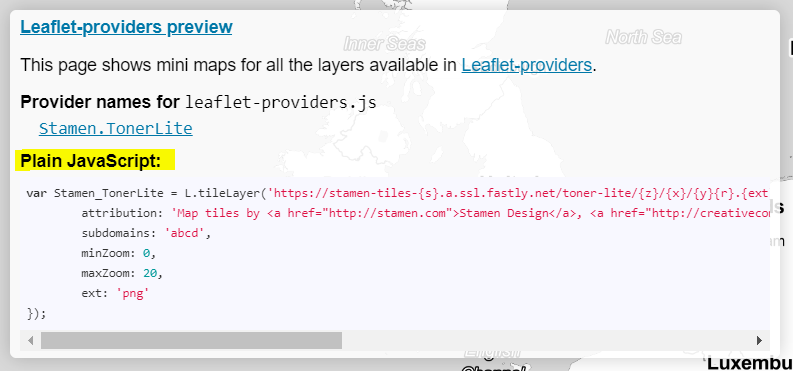 Leaflet-providers preview
Inner Seas
North Sea
This page shows mini maps for all the layers available in Leaflet-providers.
Provider names for leaflet-providers.js
Stamen.TonerLite
Plain JavaScript:
var Stamen_TonerLite = L.tileLayer('https://stamen-tiles-{s}.a.ssl.fastly.net/toner-lite/{z}/{x}/{y}{r}.{ext
attribution: 'Map tiles by <a href="http://stamen.com">Stamen Design</a>, <a href="http://creativecom
subdomains: 'abcd',
minZoom: 0,
maxZoom: 20,
ext: 'png'
});
English
Channel
Luxembu